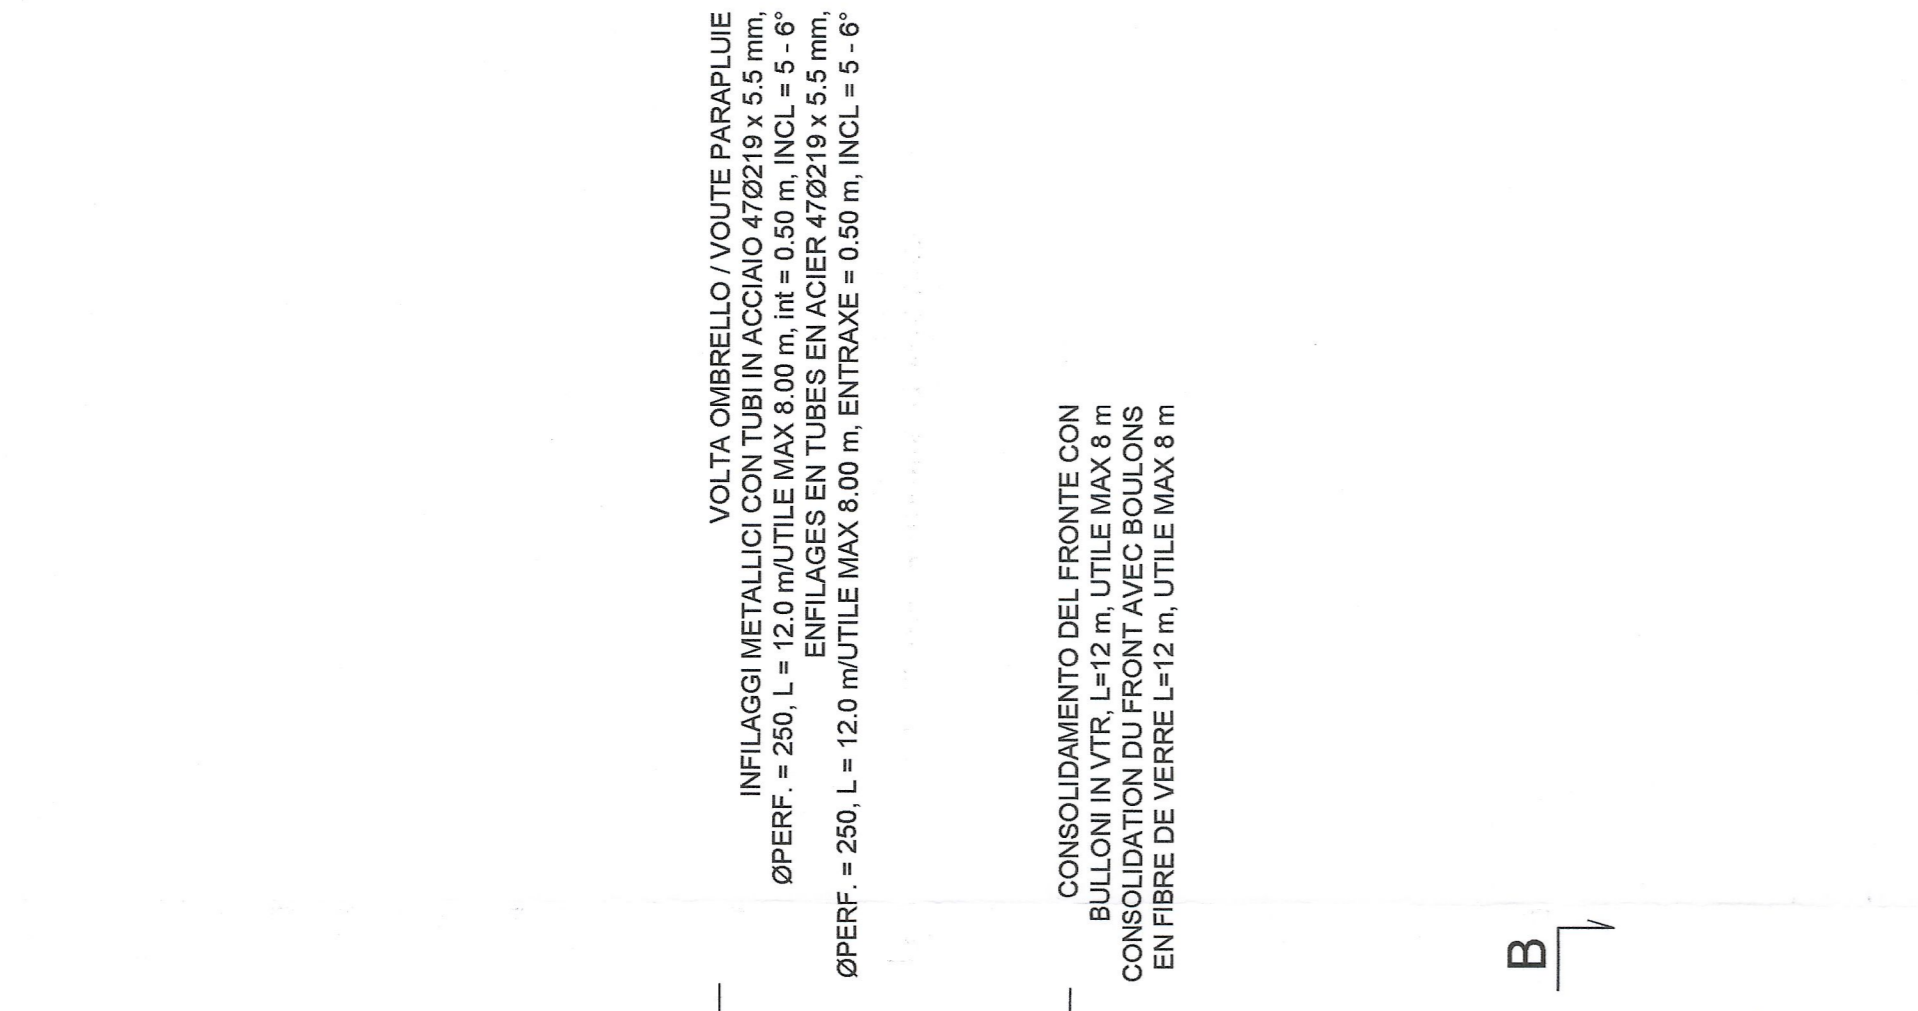 VOLTA OMBRELLO / VOUTE PARAPLUIE
INFILAGGI METALLICI CON TUBI IN ACCIAIO 47Ø219 x 5.5 mm,
ØPERF. = 250, L = 12.0 m/UTILE MAX 8.00 m, int = 0.50 m, INCL = 5 - 6°
ENFILAGES EN TUBES EN ACIER 47Ø219 x 5.5 mm,
ØPERF. = 250, L = 12.0 m/UTILE MAX 8.00 m, ENTRAXE = 0.50 m, INCL = 5 - 6°
CONSOLIDAMENTO DEL FRONTE CON
BULLONI IN VTR, L=12 m, UTILE MAX 8 m
CONSOLIDATION DU FRONT AVEC BOULONS
EN FIBRE DE VERRE L=12 m, UTILE MAX 8 m
B